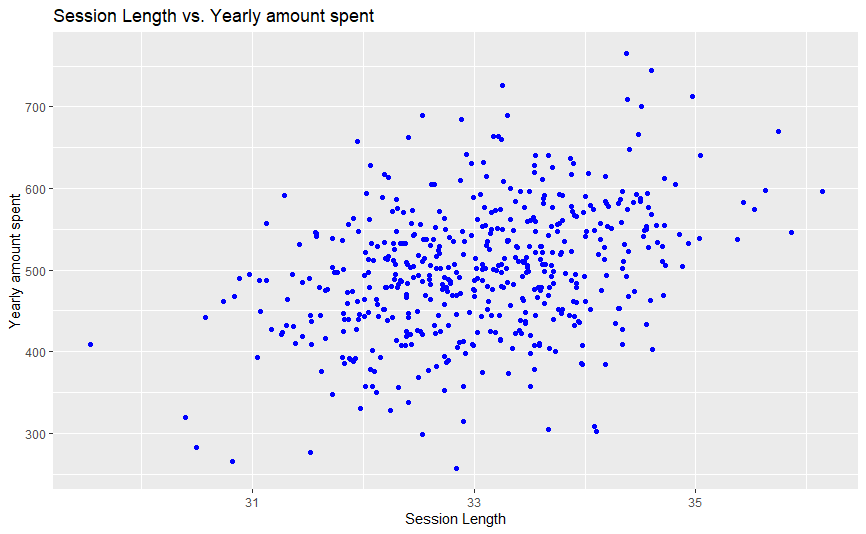 Session Length vs. Yearly amount spent
Yearly amount spent
700
600
500
400
300
31
33
35
Session Length